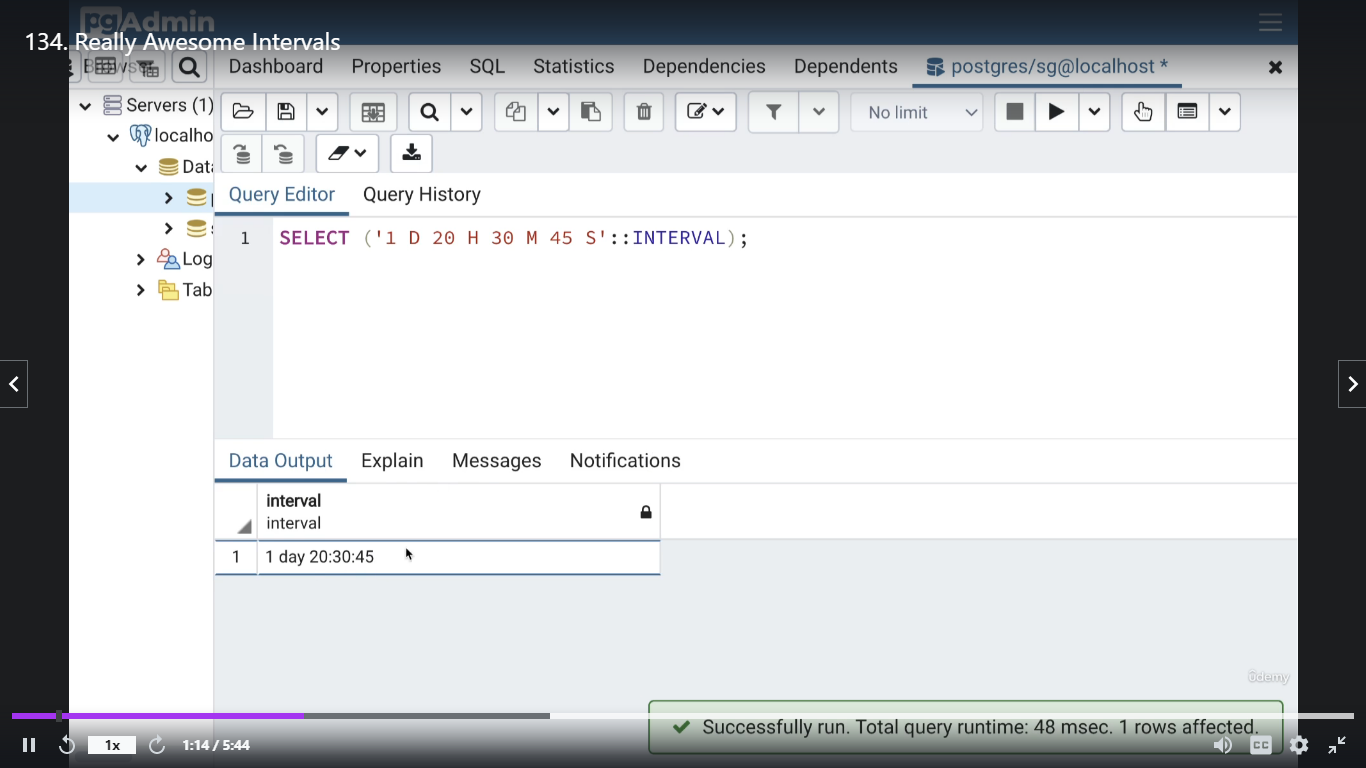 pgAdmin
134. Really Awesome Intervals
Dashboard Properties SQL Statistics Dependencies Dependents postgres/sg@localhost *
Servers (1)
No limit
localho
Data
Query Editor Query History
1 SELECT ('1 D 20 H 30 M 45 S'::INTERVAL);
Log
Tab
Data Output Explain Messages Notifications
interval
interval
1 1 day 20:30:45
ûdemy
Successfully run. Total query runtime: 48 msec. 1 rows affected.
1x 1:14 / 5:44 CC